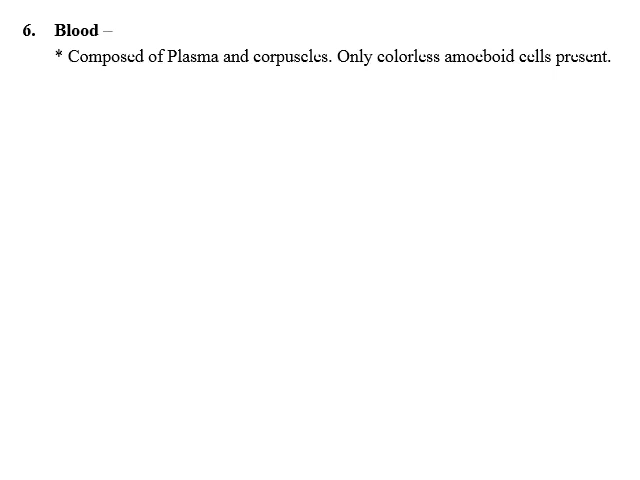 6. Blood –
* Composed of Plasma and corpuscles. Only colorless amoeboid cells present.